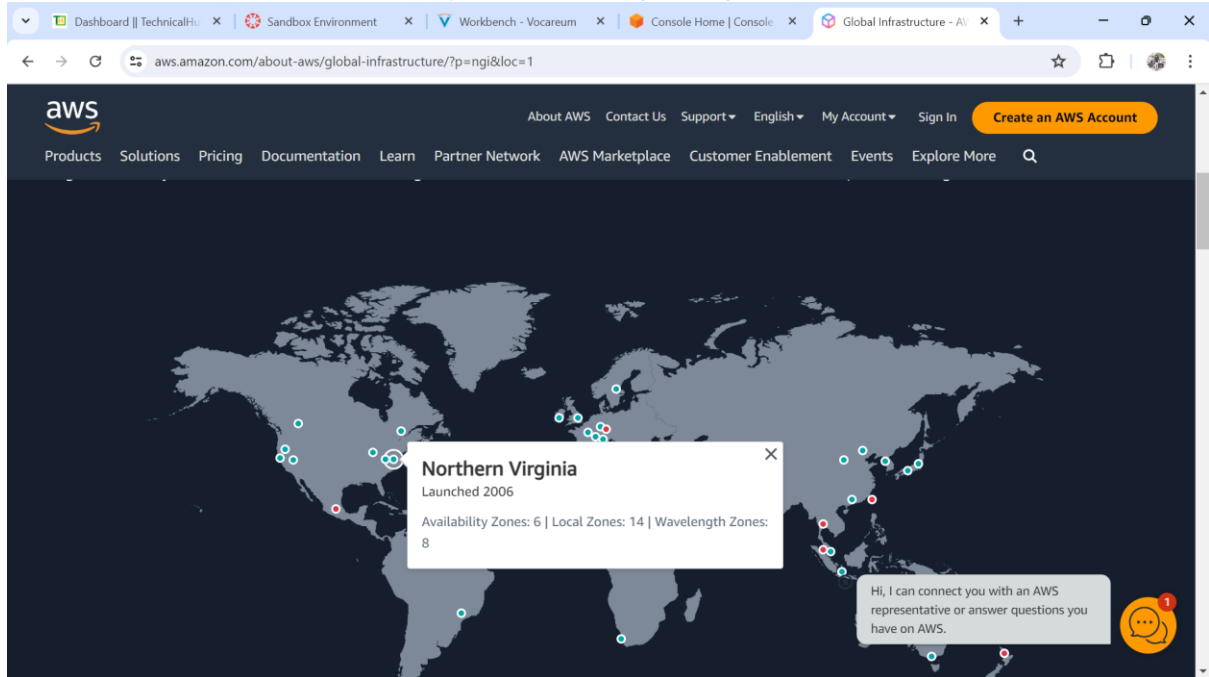 Dashboard || TechnicalHu
Sandbox Environment
Workbench - Vocareum
Console Home | Console
Global Infrastructure - AV
aws.amazon.com/about-aws/global-infrastructure/?p=ngi&loc=1
aws
About AWS Contact Us Support English My Account Sign In Create an AWS Account
Products Solutions Pricing Documentation Learn Partner Network AWS Marketplace Customer Enablement Events Explore More
Northern Virginia
Launched 2006
Availability Zones: 6 | Local Zones: 14 | Wavelength Zones:
8
Hi, I can connect you with an AWS
representative or answer questions you
have on AWS.
1